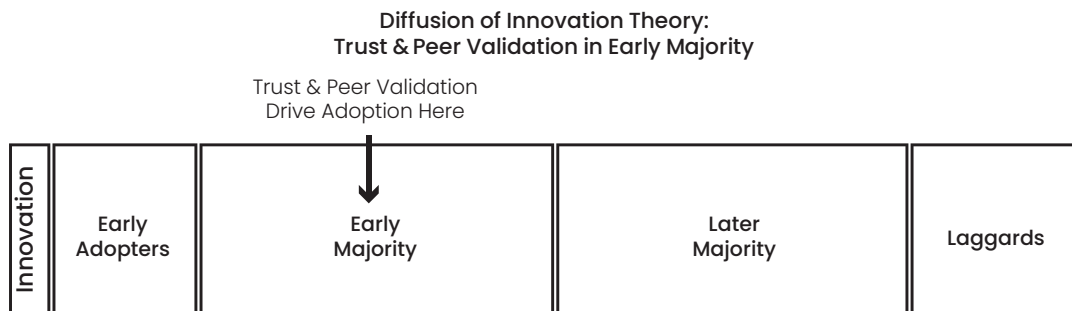 Diffusion of Innovation Theory:
Trust & Peer Validation in Early Majority
Trust & Peer Validation
Drive Adoption Here
Innovation
Early
Adopters
Early
Majority
Later
Majority
Laggards